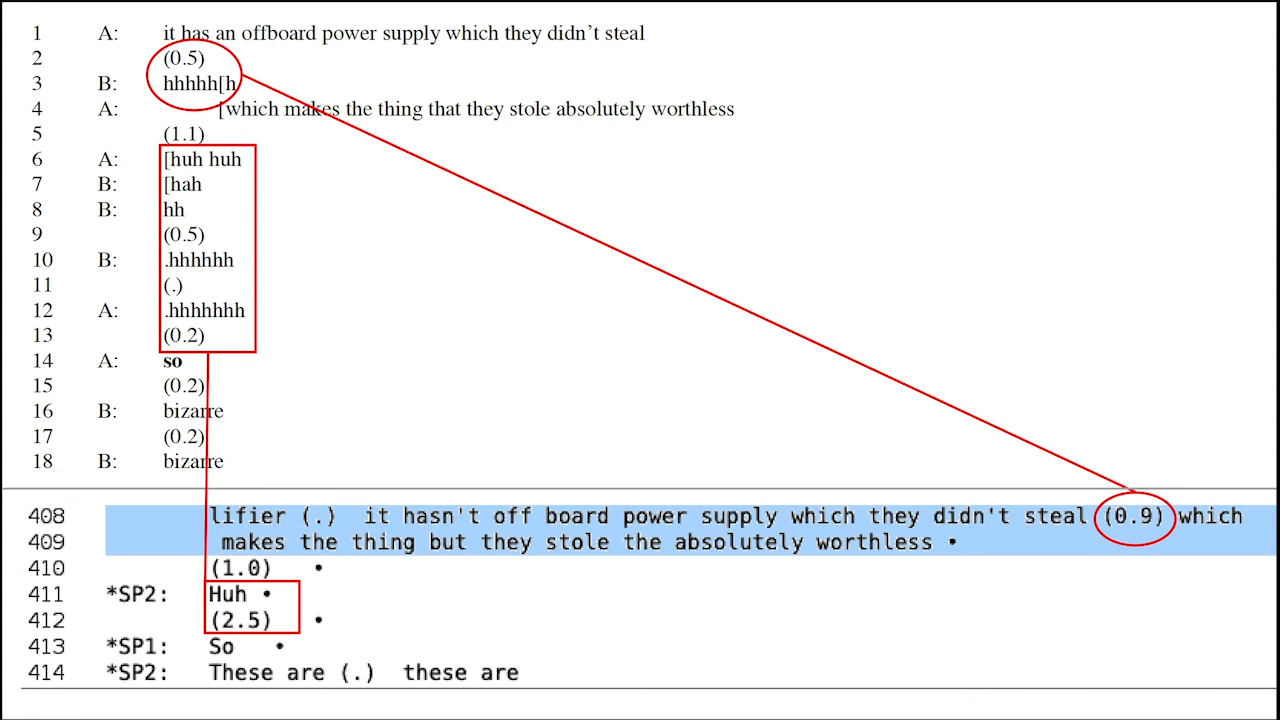 1 A: it has an offboard power supply which they didn’t steal
2 (0.5)
3 B: hhhhh[h
4 A: [which makes the thing that they stole absolutely worthless
5 (1.1)
6 A: [huh huh
7 B: [hah
8 B: hh
9 (0.5)
10 B: .hhhhhh
11 (.)
12 A: .hhhhhhh
13 (0.2)
14 A: so
15 (0.2)
16 B: bizarre
17 (0.2)
18 B: bizarre
408 lifier (.) it hasn't off board power supply which they didn't steal (0.9) which
409 makes the thing but they stole the absolutely worthless •
410 (1.0) •
411 *SP2: Huh •
412 (2.5) •
413 *SP1: So •
414 *SP2: These are (.) these are